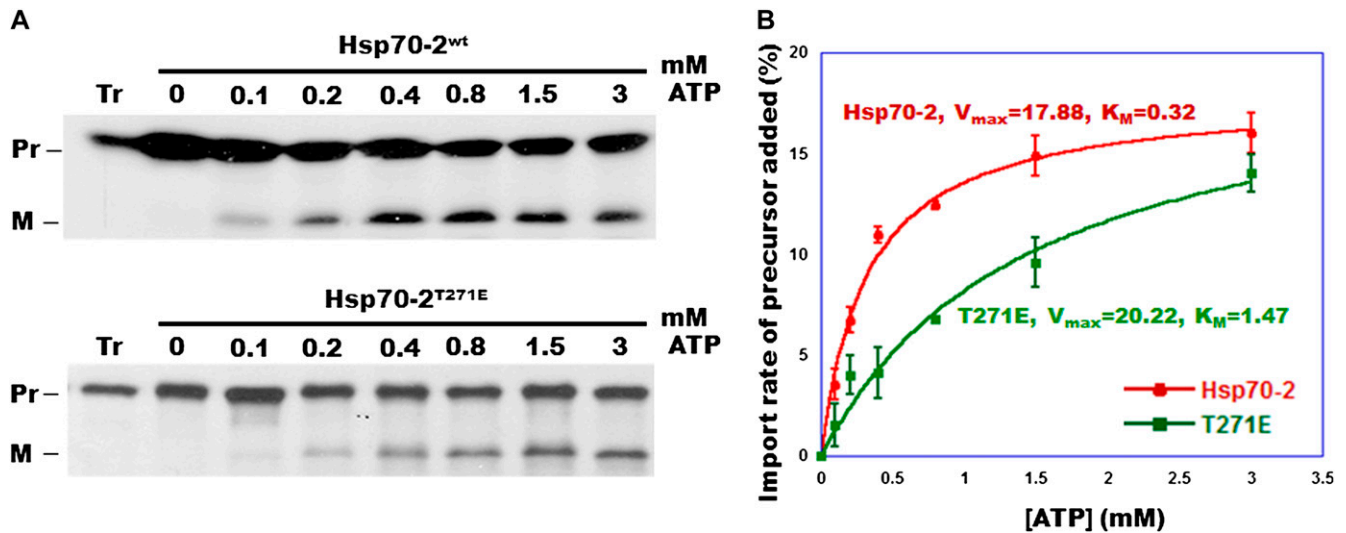 A
Hsp70-2wt
mM
Tr 0 0.1 0.2 0.4 0.8 1.5 3 ATP
Pr –
M –
Hsp70-2T271E
mM
Tr 0 0.1 0.2 0.4 0.8 1.5 3 ATP
Pr –
M –
B
Import rate of precursor added (%)
20
15
10
5
0
Hsp70-2, Vmax=17.88, KM=0.32
T271E, Vmax=20.22, KM=1.47
Hsp70-2
T271E
0 0.5 1 1.5 2 2.5 3 3.5
[ATP] (mM)